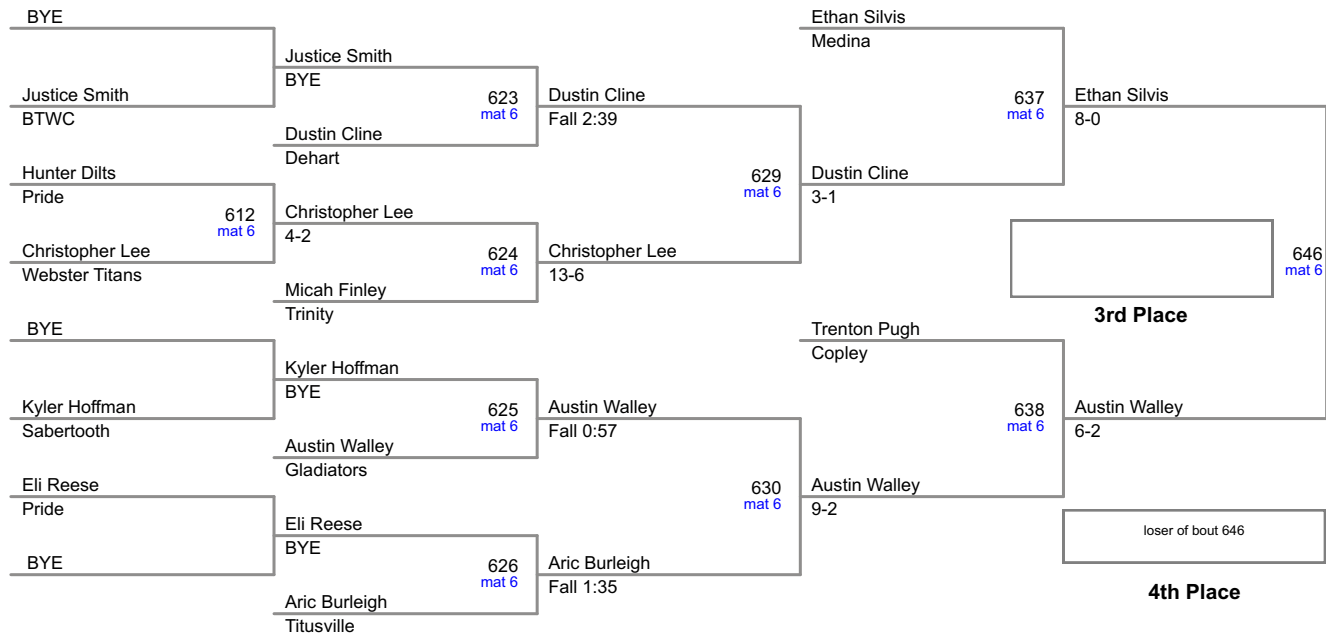 BYE
Justice Smith
BTWC
Hunter Dilts
Pride
612
mat 6
Christopher Lee
Webster Titans
BYE
Kyler Hoffman
Sabertooth
Eli Reese
Pride
BYE
Justice Smith
BYE
623
mat 6
Dustin Cline
Dehart
Christopher Lee
4-2
624
mat 6
Micah Finley
Trinity
Kyler Hoffman
BYE
625
mat 6
Austin Walley
Gladiators
Eli Reese
BYE
626
mat 6
Aric Burleigh
Titusville
Dustin Cline
Fall 2:39
629
mat 6
Christopher Lee
13-6
Austin Walley
Fall 0:57
630
mat 6
Aric Burleigh
Fall 1:35
Ethan Silvis
Medina
637
mat 6
Dustin Cline
3-1
Trenton Pugh
Copley
638
mat 6
Austin Walley
9-2
Ethan Silvis
8-0
646
mat 6
3rd Place
Austin Walley
6-2
loser of bout 646
4th Place